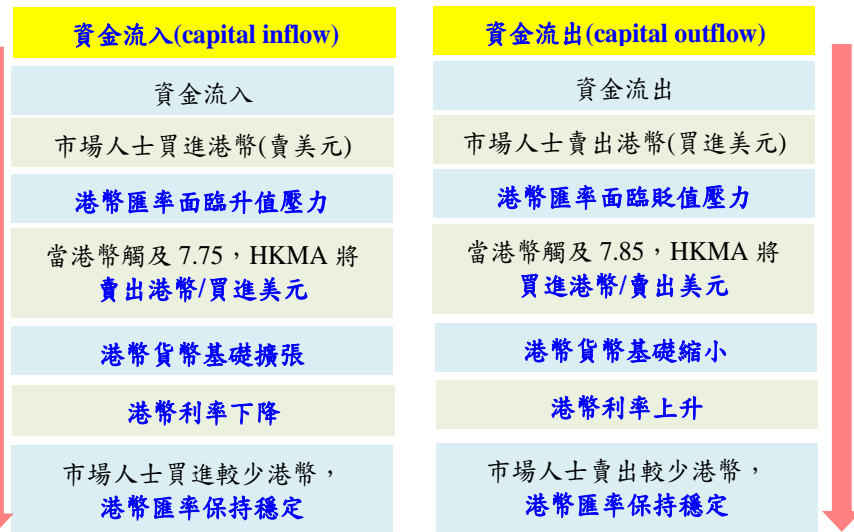 資金流入(capital inflow)
資金流入
市場人士買進港幣(賣美元)
港幣匯率面臨升值壓力
當港幣觸及 7.75，HKMA 將
賣出港幣/買進美元
港幣貨幣基礎擴張
港幣利率下降
市場人士買進較少港幣，
港幣匯率保持穩定
資金流出(capital outflow)
資金流出
市場人士賣出港幣(買進美元)
港幣匯率面臨貶值壓力
當港幣觸及 7.85，HKMA 將
買進港幣/賣出美元
港幣貨幣基礎縮小
港幣利率上升
市場人士賣出較少港幣，
港幣匯率保持穩定